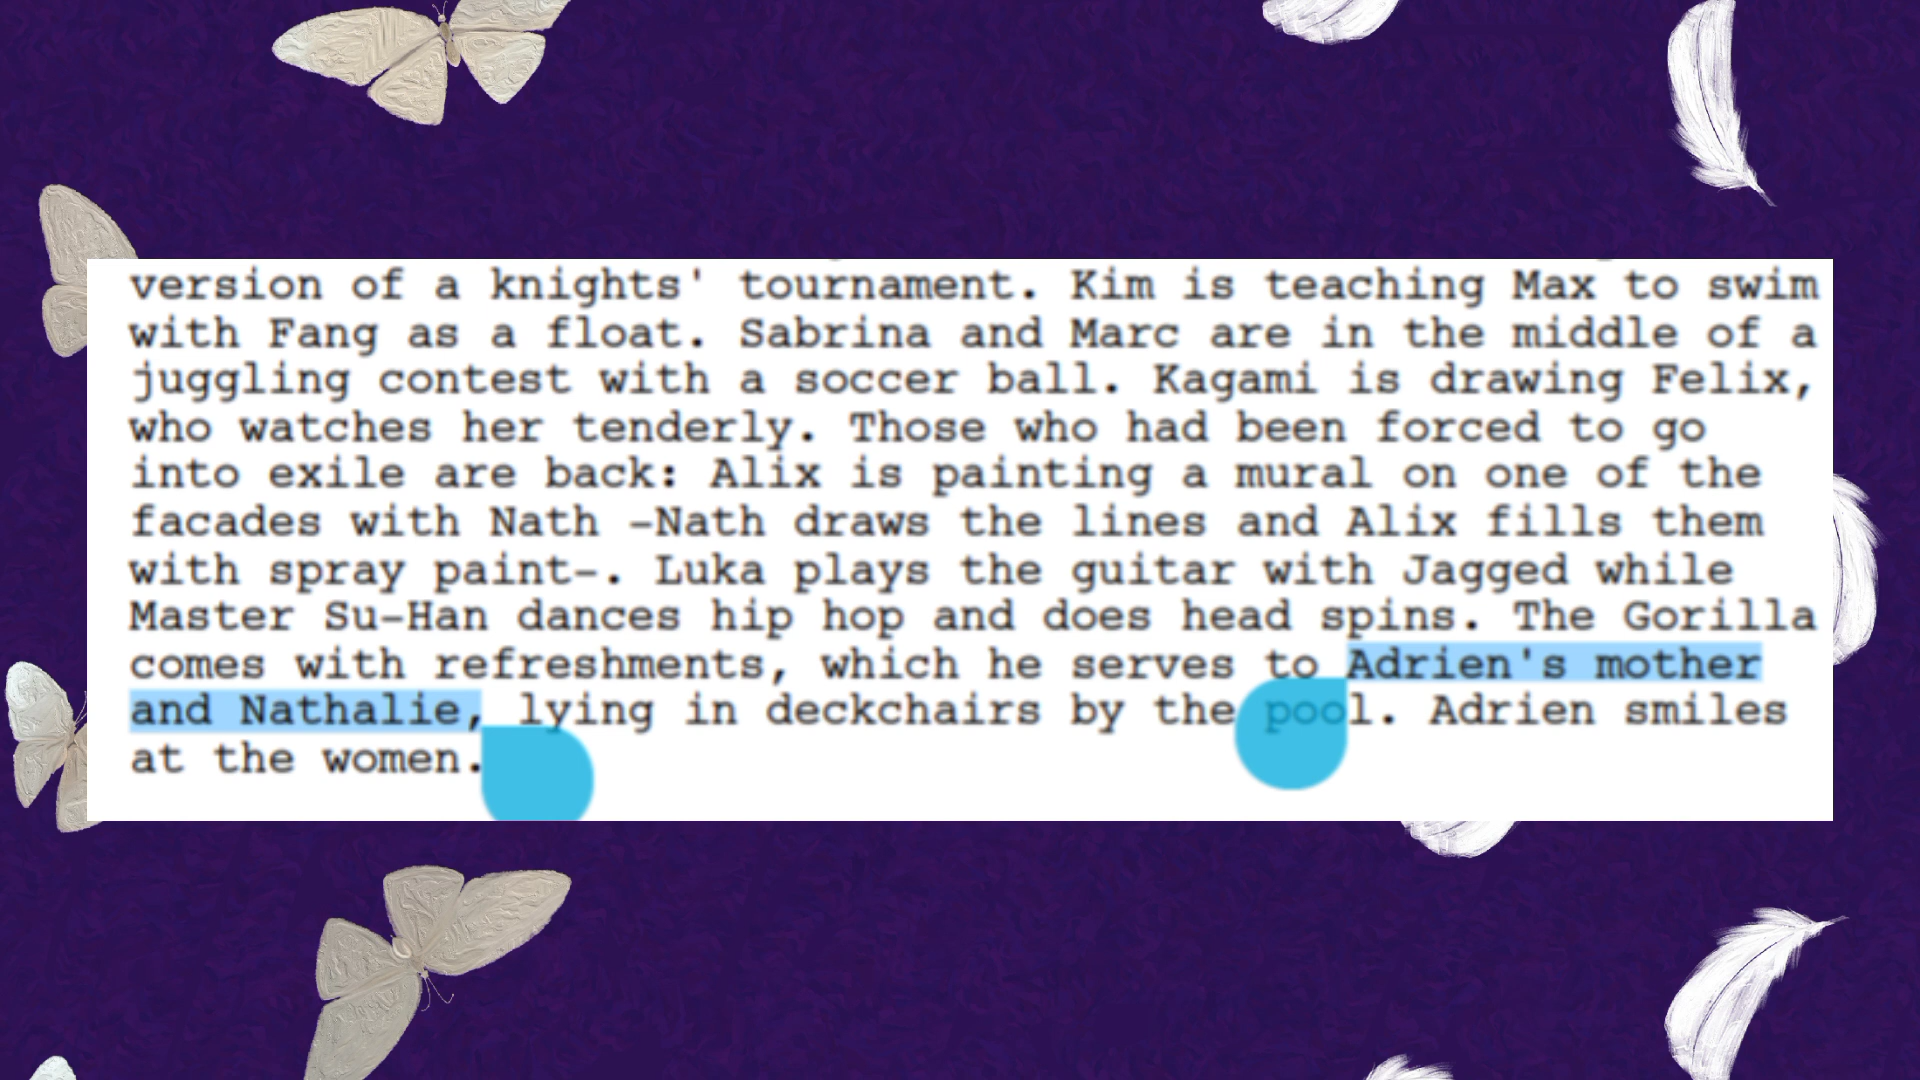 version of a knights' tournament. Kim is teaching Max to swim
with Fang as a float. Sabrina and Marc are in the middle of a
juggling contest with a soccer ball. Kagami is drawing Felix,
who watches her tenderly. Those who had been forced to go
into exile are back: Alix is painting a mural on one of the
facades with Nath -Nath draws the lines and Alix fills them
with spray paint-. Luka plays the guitar with Jagged while
Master Su-Han dances hip hop and does head spins. The Gorilla
comes with refreshments, which he serves to Adrien's mother
and Nathalie, lying in deckchairs by the pool. Adrien smiles
at the women.